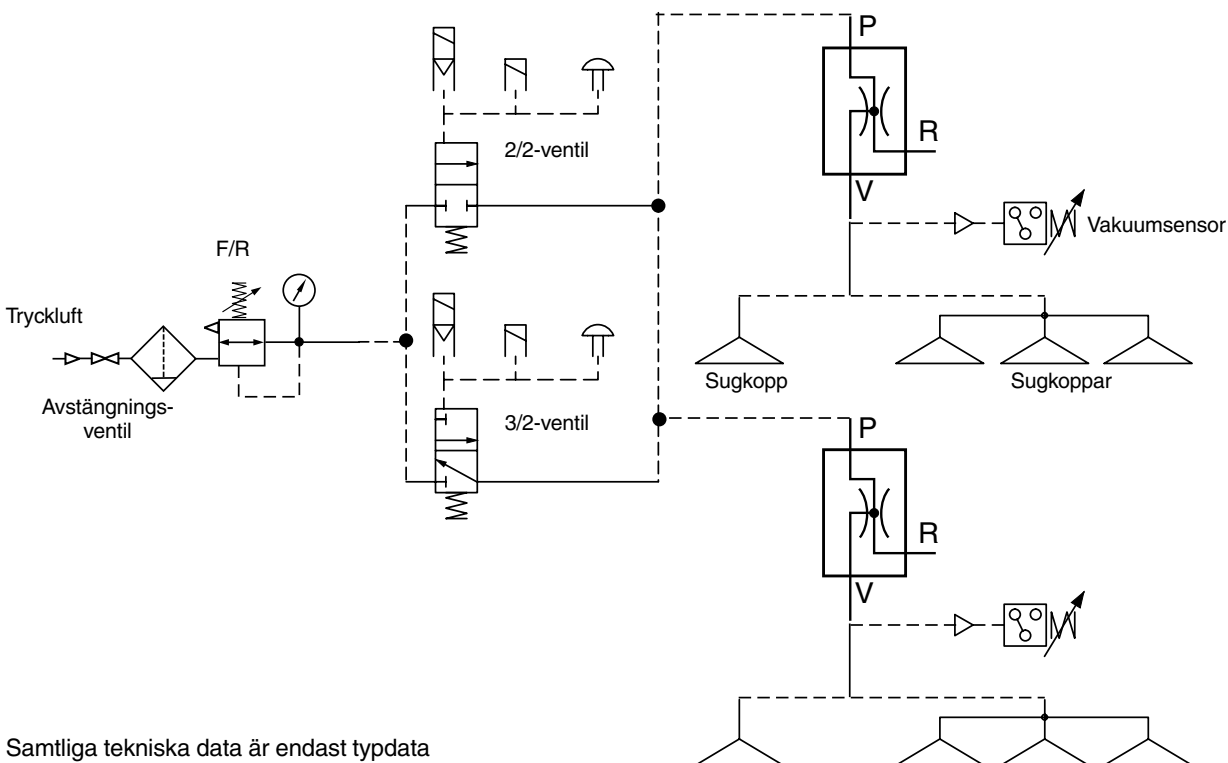 P
2/2-ventil
R
V
Vakuumsensor
F/R
Tryckluft
Sugkopp
Sugkoppar
Avstängnings-
ventil
3/2-ventil
P
R
V
Samtliga tekniska data är endast typdata